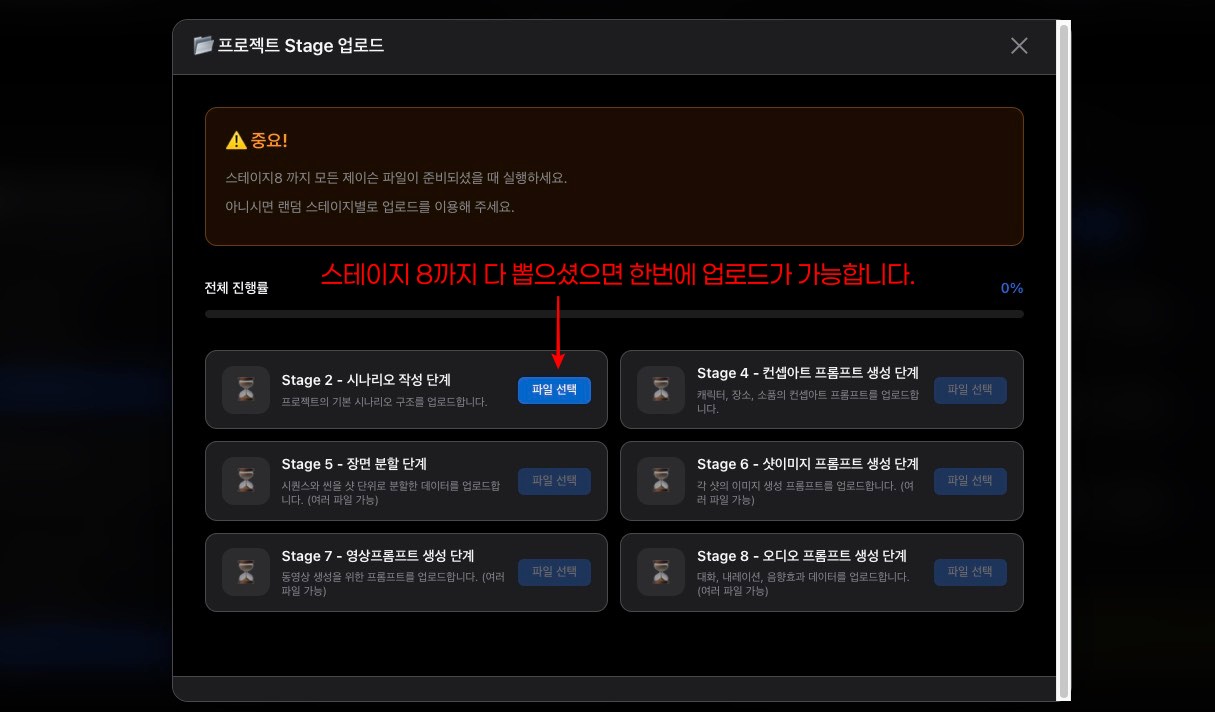 프로젝트 Stage 업로드
중요!
스테이지8 까지 모든 제이슨 파일이 준비되셨을 때 실행하세요.
아니시면 랜덤 스테이지별로 업로드를 이용해 주세요.
스테이지 8까지 다 뽑으셨으면 한번에 업로드가 가능합니다.
전체 진행률
0%
Stage 2 - 시나리오 작성 단계
프로젝트의 기본 시나리오 구조를 업로드합니다.
파일 선택
Stage 4 - 컨셉아트 프롬프트 생성 단계
캐릭터, 장소, 소품의 컨셉아트 프롬프트를 업로드합
니다.
파일 선택
Stage 5 - 장면 분할 단계
시퀀스와 씬을 샷 단위로 분할한 데이터를 업로드합
니다. (여러 파일 가능)
파일 선택
Stage 6 - 샷이미지 프롬프트 생성 단계
각 샷의 이미지 생성 프롬프트를 업로드합니다. (여
러 파일 가능)
파일 선택
Stage 7 - 영상프롬프트 생성 단계
동영상 생성을 위한 프롬프트를 업로드합니다. (여러
파일 가능)
파일 선택
Stage 8 - 오디오 프롬프트 생성 단계
대화, 내레이션, 음향효과 데이터를 업로드합니다.
(여러 파일 가능)
파일 선택